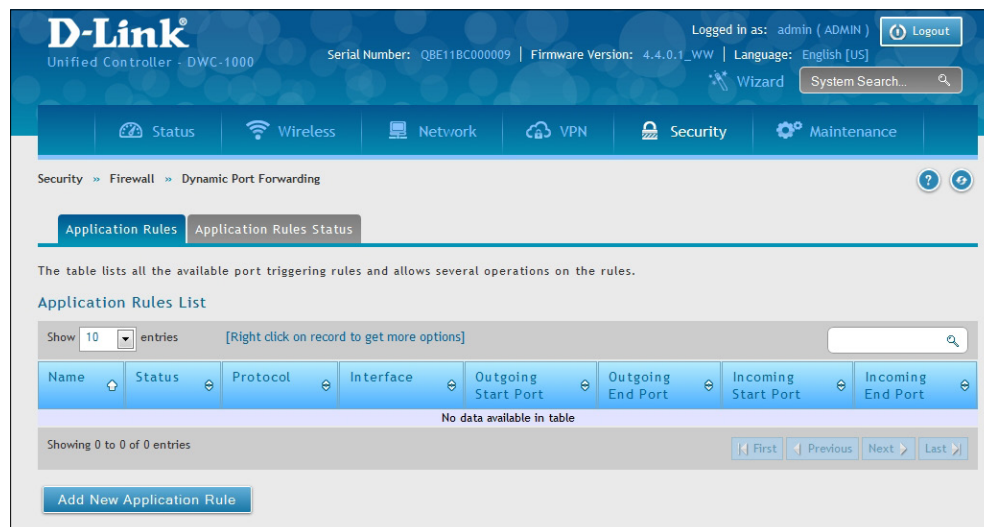 D-Link®
Unified Controller - DWC-1000
Logged in as: admin ( ADMIN ) Logout
Serial Number: QBE11BC000009 | Firmware Version: 4.4.0.1_WW | Language: English [US]
Wizard System Search...
Status Wireless Network VPN Security Maintenance
Security » Firewall » Dynamic Port Forwarding ?
Application Rules Application Rules Status
The table lists all the available port triggering rules and allows several operations on the rules.
Application Rules List
Show 10 entries [Right click on record to get more options]
Name Status Protocol Interface Outgoing Start Port Outgoing End Port Incoming Start Port Incoming End Port
No data available in table
Showing 0 to 0 of 0 entries First Previous Next Last
Add New Application Rule